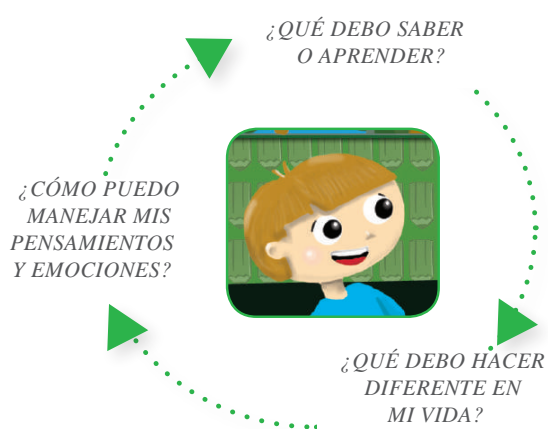 ¿QUÉ DEBO SABER
O APRENDER?
¿CÓMO PUEDO
MANEJAR MIS
PENSAMIENTOS
Y EMOCIONES?
¿QUÉ DEBO HACER
DIFERENTE EN
MI VIDA?